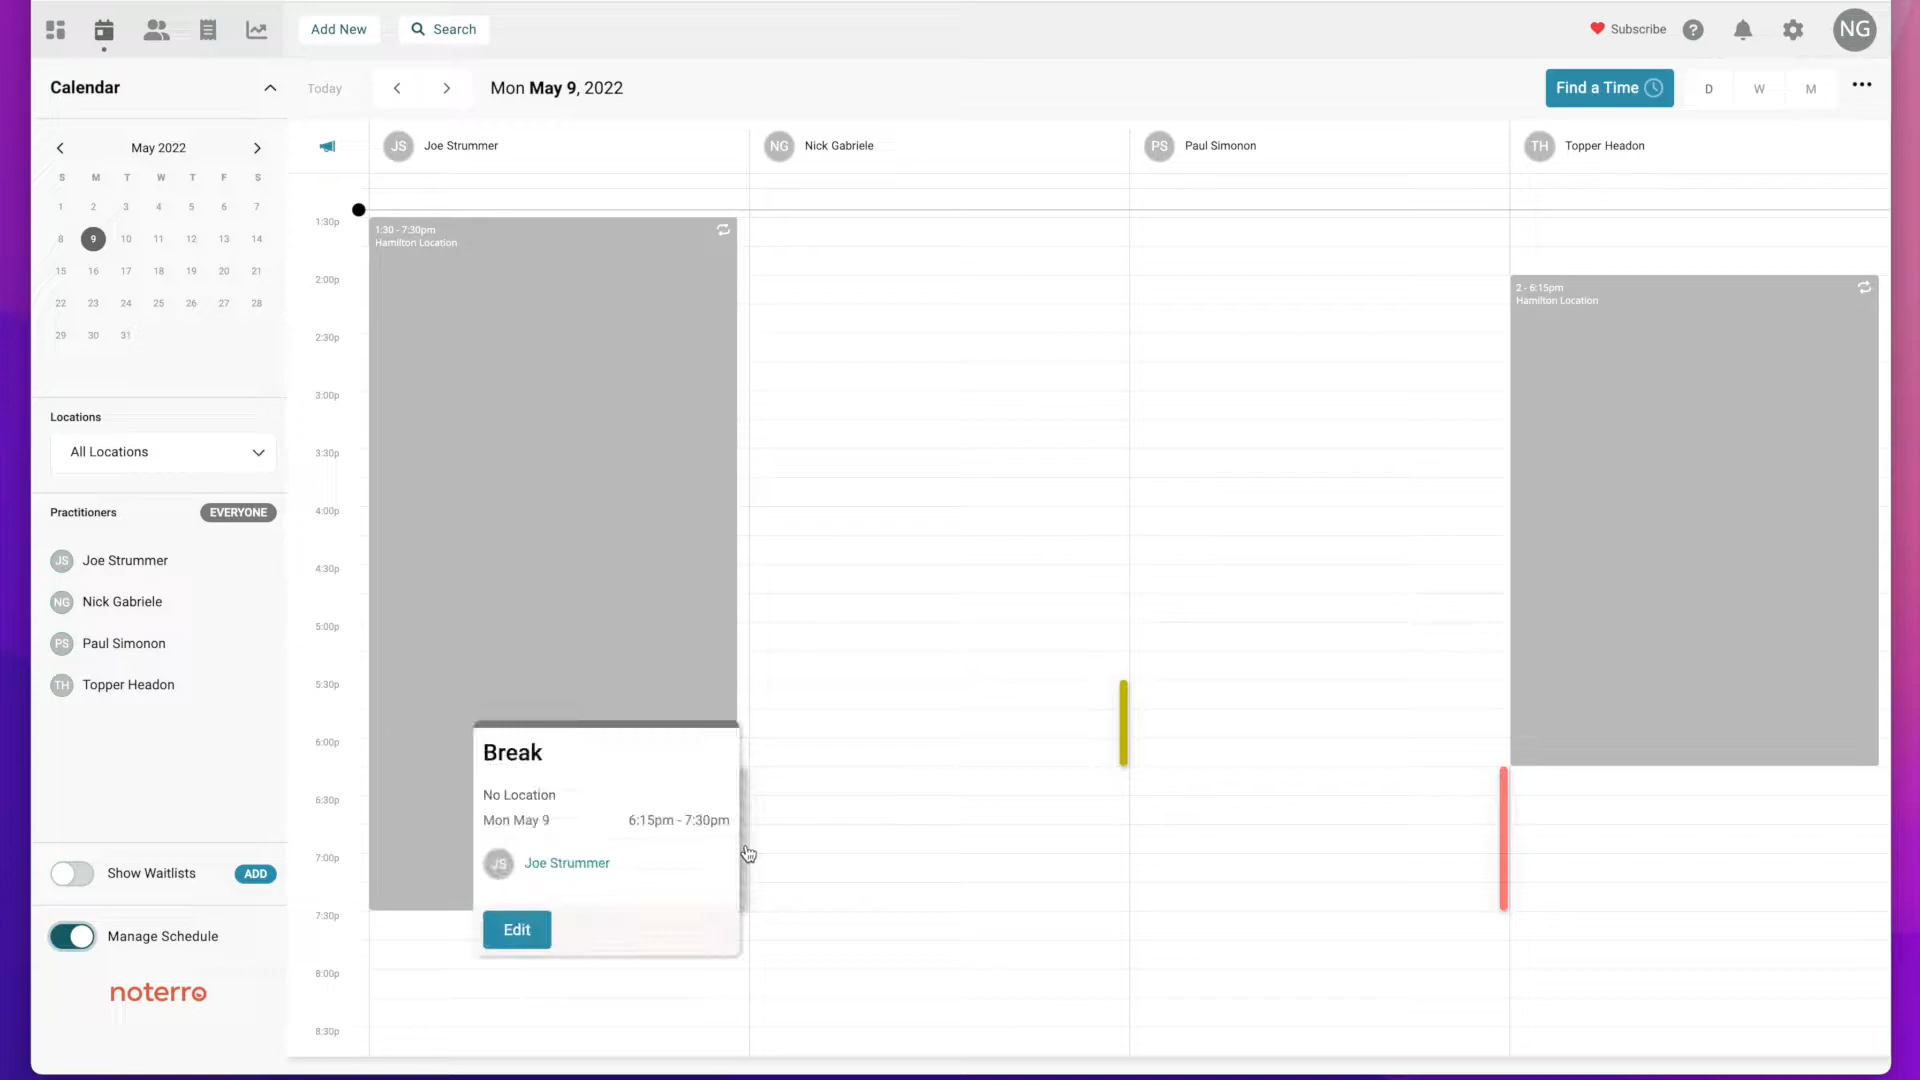 Add New
Search
Subscribe
?
NG
Calendar
Today
Mon May 9, 2022
Find a Time
D
W
M
May 2022
S M T W T F S
1 2 3 4 5 6 7
8 9 10 11 12 13 14
15 16 17 18 19 20 21
22 23 24 25 26 27 28
29 30 31
Locations
All Locations
Practitioners
EVERYONE
JS Joe Strummer
NG Nick Gabriele
PS Paul Simonon
TH Topper Headon
Show Waitlists
ADD
Manage Schedule
noterro
JS Joe Strummer
NG Nick Gabriele
PS Paul Simonon
TH Topper Headon
1:30p
2:00p
2:30p
3:00p
3:30p
4:00p
4:30p
5:00p
5:30p
6:00p
6:30p
7:00p
7:30p
8:00p
8:30p
1:30 - 7:30pm
Hamilton Location
2 - 6:15pm
Hamilton Location
Break
No Location
Mon May 9 6:15pm - 7:30pm
JS Joe Strummer
Edit